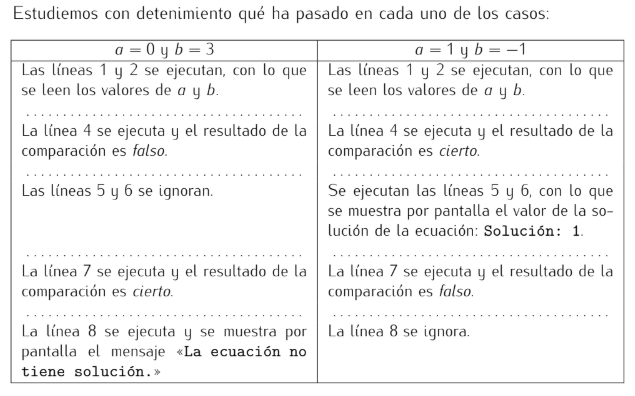 Estudiemos con detenimiento qué ha pasado en cada uno de los casos:
a = 0 y b = 3
Las líneas 1 y 2 se ejecutan, con lo que
se leen los valores de a y b.
La línea 4 se ejecuta y el resultado de la
comparación es falso.
Las líneas 5 y 6 se ignoran.
La línea 7 se ejecuta y el resultado de la
comparación es cierto.
La línea 8 se ejecuta y se muestra por
pantalla el mensaje «La ecuación no
tiene solución.»
a = 1 y b = −1
Las líneas 1 y 2 se ejecutan, con lo que
se leen los valores de a y b.
La línea 4 se ejecuta y el resultado de la
comparación es cierto.
Se ejecutan las líneas 5 y 6, con lo que
se muestra por pantalla el valor de la so-
lución de la ecuación: Solución: 1.
La línea 7 se ejecuta y el resultado de la
comparación es falso.
La línea 8 se ignora.